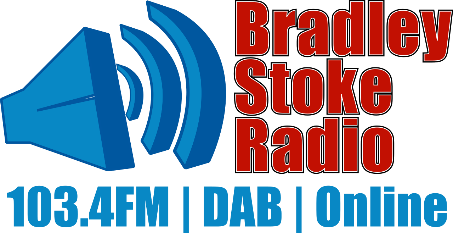 Bradley
Stoke
Radio
103.4FM | DAB | Online